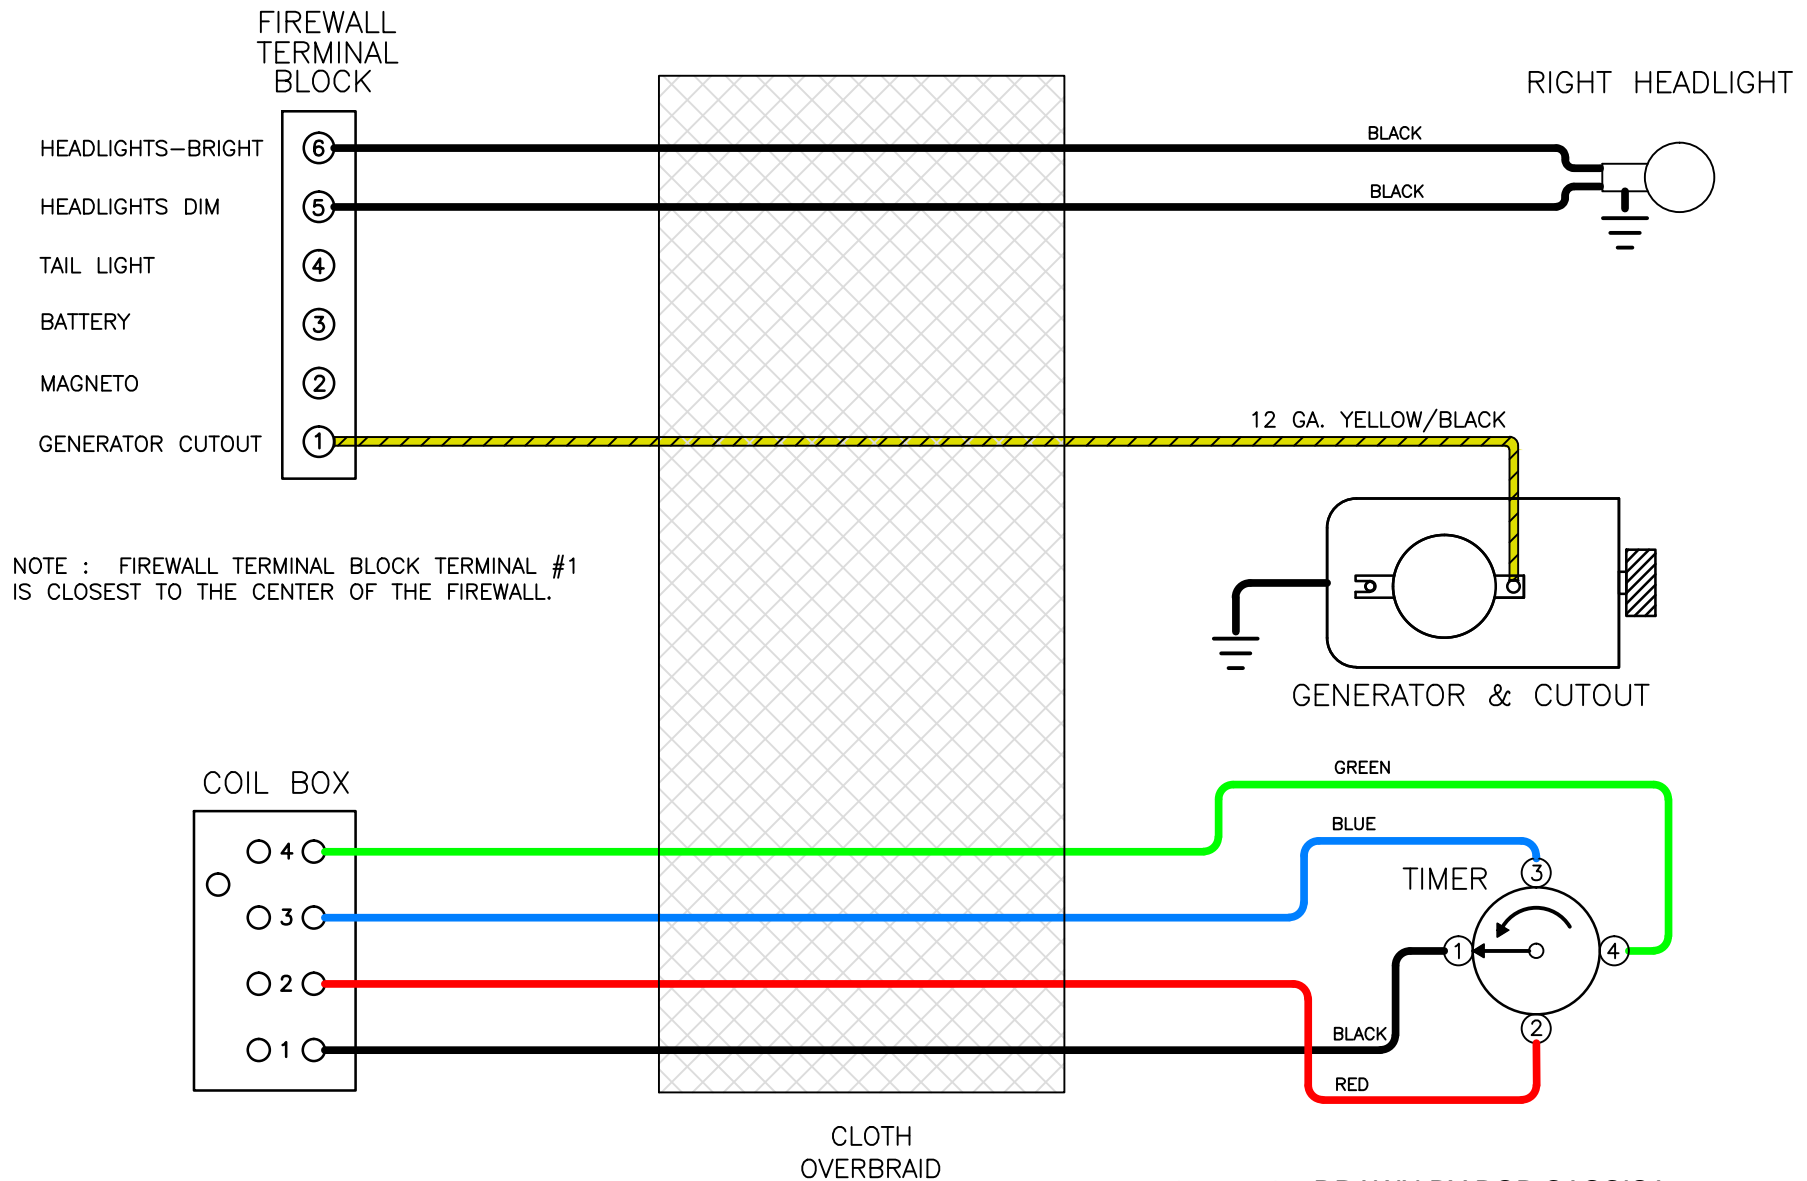 FIREWALL
TERMINAL
BLOCK
RIGHT HEADLIGHT
HEADLIGHTS-BRIGHT 6 BLACK
HEADLIGHTS DIM 5 BLACK
TAIL LIGHT 4
BATTERY 3
MAGNETO 2
GENERATOR CUTOUT 1 12 GA. YELLOW/BLACK
NOTE : FIREWALL TERMINAL BLOCK TERMINAL #1
IS CLOSEST TO THE CENTER OF THE FIREWALL.
GENERATOR & CUTOUT
COIL BOX
4
3
2
1
GREEN
BLUE
TIMER
3
1
4
2
BLACK
RED
CLOTH
OVERBRAID